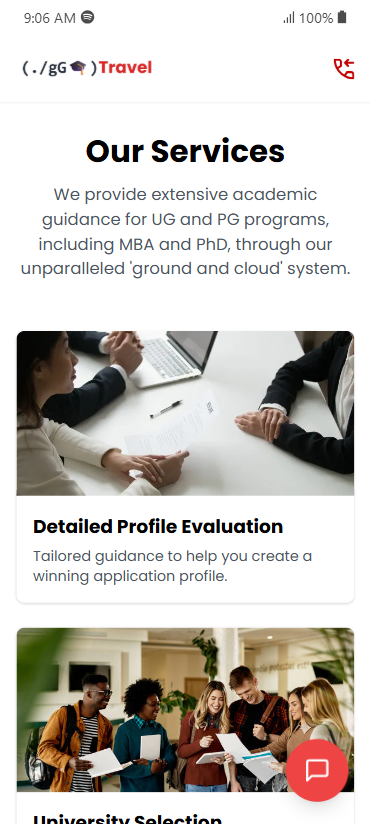 9:06 AM 100%
(./gG🎓)Travel
Our Services
We provide extensive academic
guidance for UG and PG programs,
including MBA and PhD, through our
unparalleled 'ground and cloud' system.
Detailed Profile Evaluation
Tailored guidance to help you create a
winning application profile.
University Selection